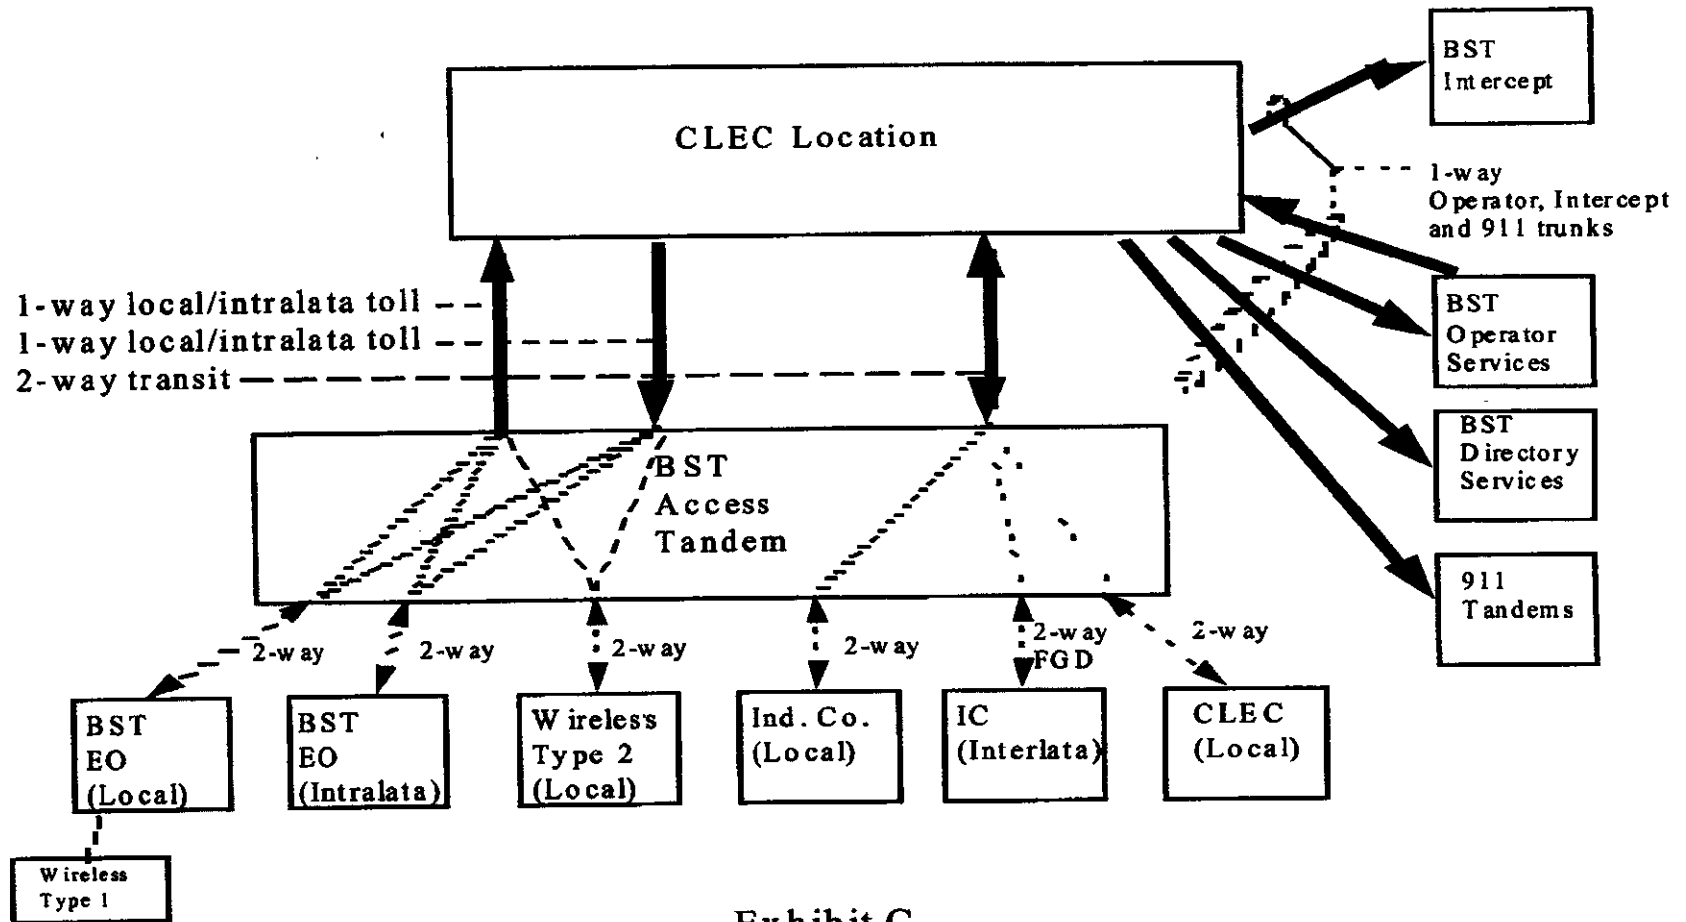 BST
Intercept
CLEC Location
1-way
Operator, Intercept
and 911 trunks
1-way local/intralata toll
1-way local/intralata toll
2-way transit
BST
Operator
Services
BST
Directory
Services
911
Tandems
BST
Access
Tandem
2-way
2-way
2-way
2-way
2-way
FGD
2-way
BST
EO
(Local)
BST
EO
(Intralata)
Wireless
Type 2
(Local)
Ind. Co.
(Local)
IC
(Interlata)
CLEC
(Local)
Wireless
Type 1
Exhibit C